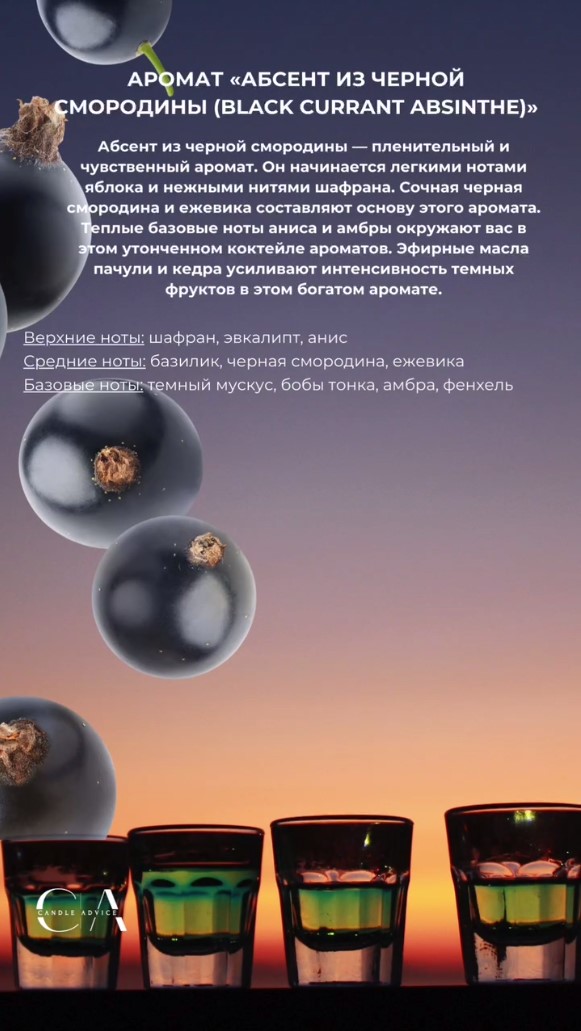 АРОМАТ «АБСЕНТ ИЗ ЧЕРНОЙ
СМОРОДИНЫ (BLACK CURRANT ABSINTHE)»
Абсент из черной смородины — пленительный и
чувственный аромат. Он начинается легкими нотами
яблока и нежными нитями шафрана. Сочная черная
смородина и ежевика составляют основу этого аромата.
Теплые базовые ноты аниса и амбры окружают вас в
этом утонченном коктейле ароматов. Эфирные масла
пачули и кедра усиливают интенсивность темных
фруктов в этом богатом аромате.
Верхние ноты: шафран, эвкалипт, анис
Средние ноты: базилик, черная смородина, ежевика
Базовые ноты: темный мускус, бобы тонка, амбра, фенхель
CA
CANDLE ADVICE